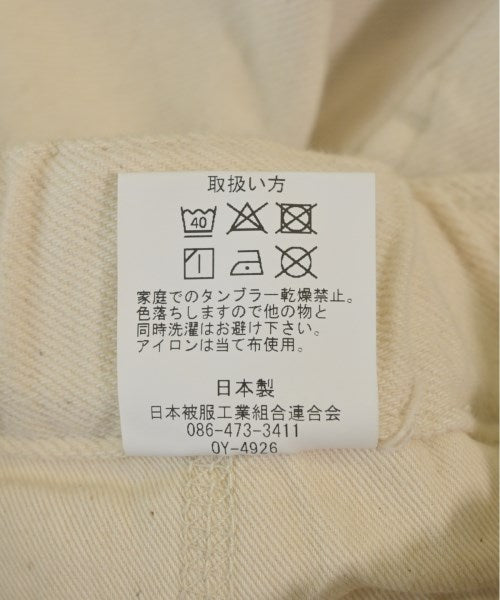 取扱い方
40
家庭でのタンブラー乾燥禁止。
色落ちしますので他の物と
同時洗濯はお避け下さい。
アイロンは当て布使用。
日本製
日本被服工業組合連合会
086-473-3411
QY-4926